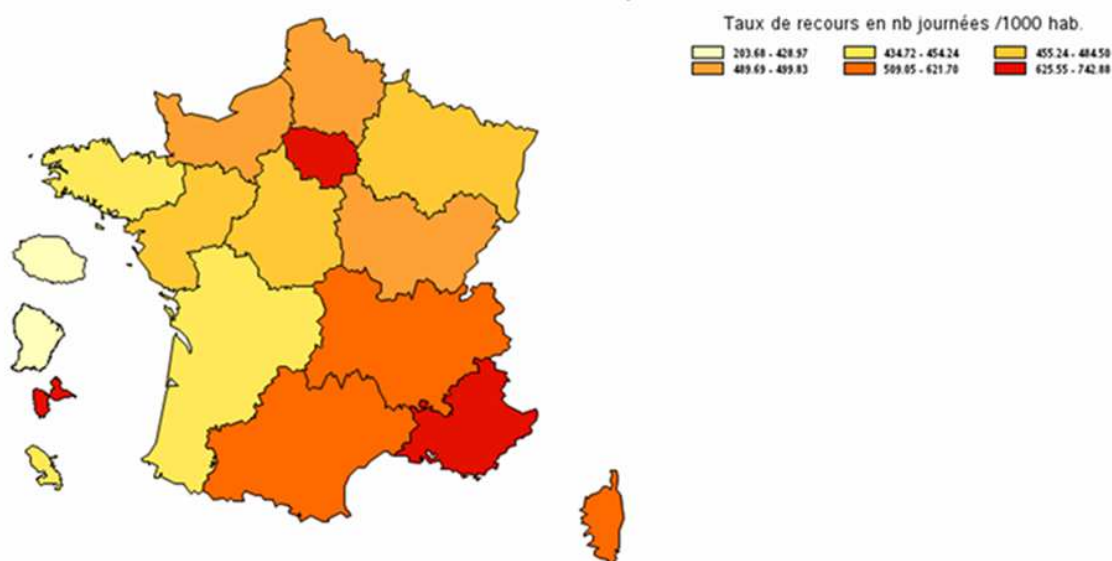 Taux de recours en nb journées /1000 hab.
203.68 - 428.97 434.72 - 454.24 455.24 - 484.50
489.69 - 499.83 509.05 - 621.70 625.55 - 742.88